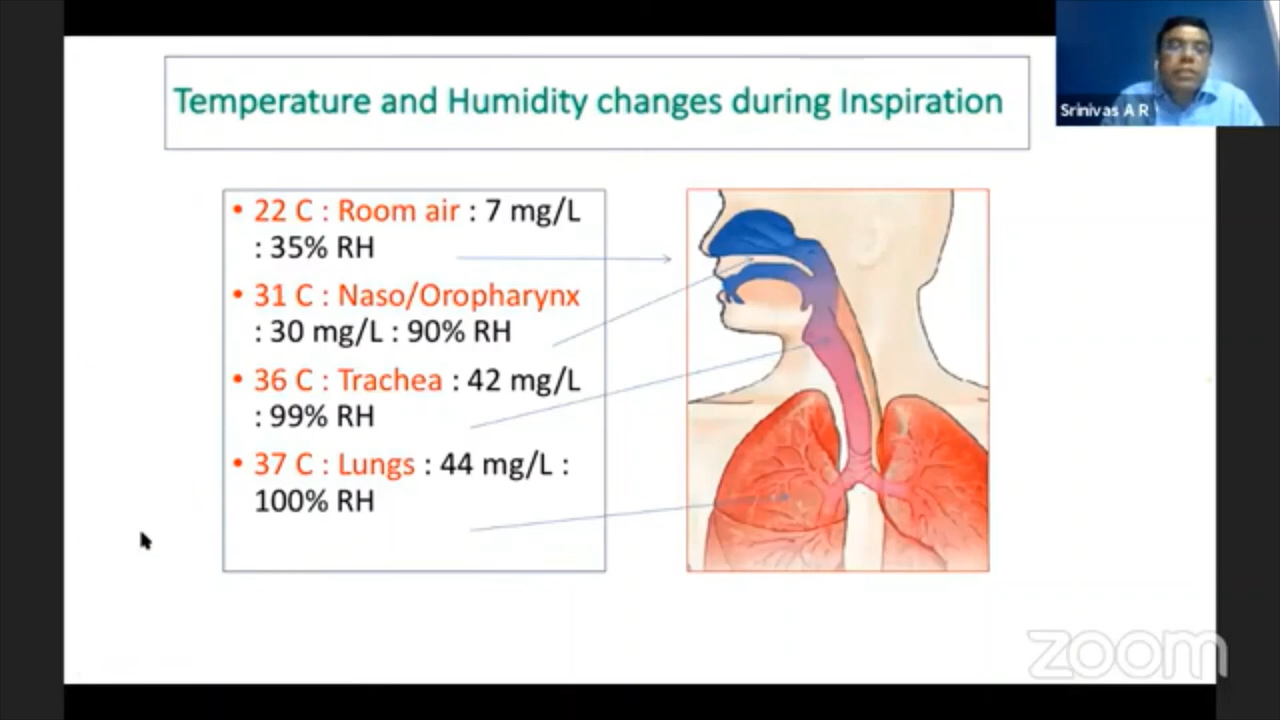 Temperature and Humidity changes during Inspiration
Srinivas A R
• 22 C : Room air : 7 mg/L
: 35% RH
• 31 C : Naso/Oropharynx
: 30 mg/L : 90% RH
• 36 C : Trachea : 42 mg/L
: 99% RH
• 37 C : Lungs : 44 mg/L :
100% RH
zoom